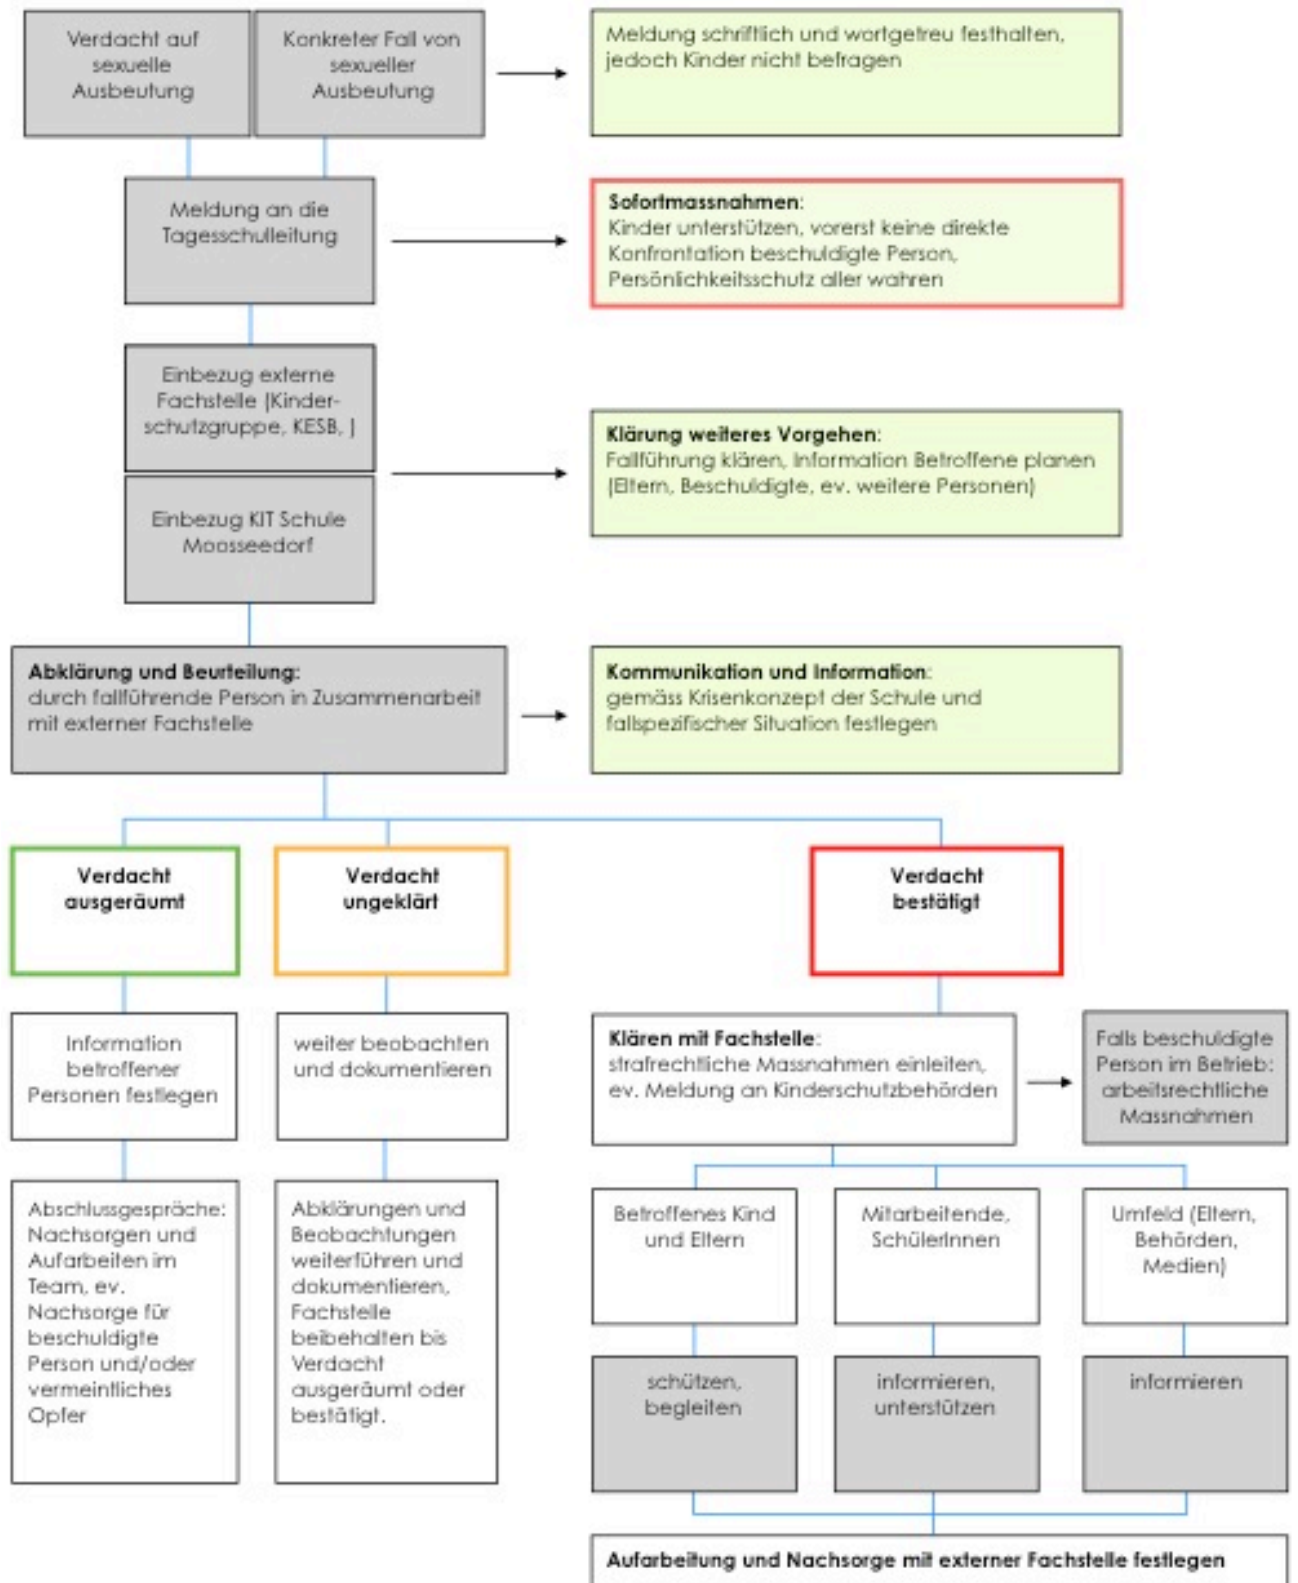 Verdacht auf
sexuelle
Ausbeutung
Konkreter Fall von
sexueller
Ausbeutung
Meldung schriftlich und wortgetreu festhalten,
jedoch Kinder nicht befragen
Meldung an die
Tagesschulleitung
Sofortmassnahmen:
Kinder unterstützen, vorerst keine direkte
Konfrontation beschuldigte Person,
Persönlichkeitsschutz aller wahren
Einbezug externe
Fachstelle (Kinder-
schutzgruppe, KESB, )
Einbezug KIT Schule
Moosseedorf
Klärung weiteres Vorgehen:
Fallführung klären, Information Betroffene planen
(Eltern, Beschuldigte, ev. weitere Personen)
Abklärung und Beurteilung:
durch fallführende Person in Zusammenarbeit
mit externer Fachstelle
Kommunikation und Information:
gemäss Krisenkonzept der Schule und
fallspezifischer Situation festlegen
Verdacht
ausgeräumt
Verdacht
ungeklärt
Verdacht
bestätigt
Information
betroffener
Personen festlegen
weiter beobachten
und dokumentieren
Klären mit Fachstelle:
strafrechtliche Massnahmen einleiten,
ev. Meldung an Kinderschutzbehörden
Falls beschuldigte
Person im Betrieb:
arbeitsrechtliche
Massnahmen
Abschlussgespräche:
Nachsorgen und
Aufarbeiten im
Team, ev.
Nachsorge für
beschuldigte
Person und/oder
vermeintliches
Opfer
Abklärungen und
Beobachtungen
weiterführen und
dokumentieren,
Fachstelle
beibehalten bis
Verdacht
ausgeräumt oder
bestätigt.
Betroffenes Kind
und Eltern
Mitarbeitende,
SchülerInnen
Umfeld (Eltern,
Behörden,
Medien)
schützen,
begleiten
informieren,
unterstützen
informieren
Aufarbeitung und Nachsorge mit externer Fachstelle festlegen